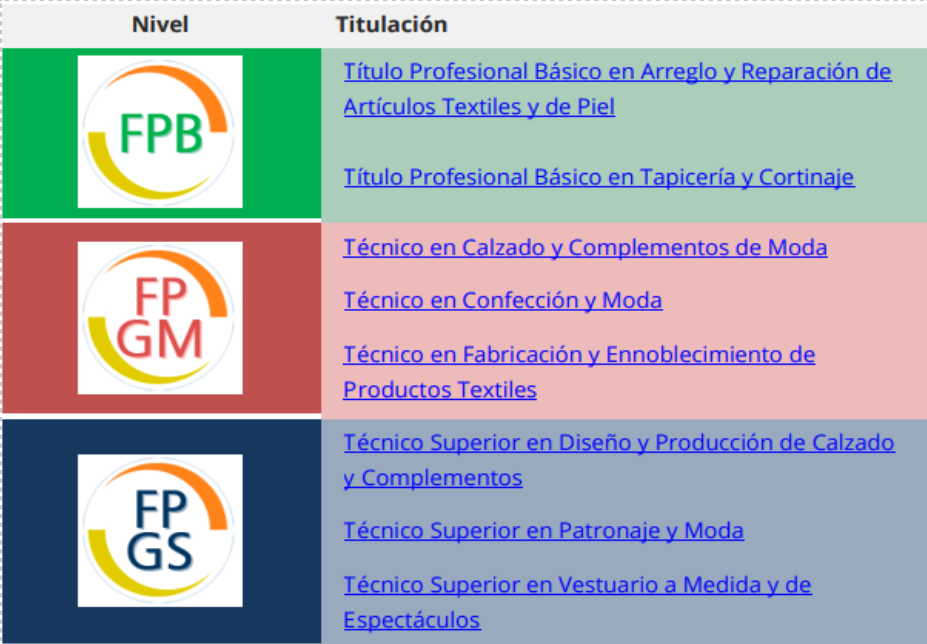 Nivel Titulación
FPB
Título Profesional Básico en Arreglo y Reparación de
Artículos Textiles y de Piel
Título Profesional Básico en Tapicería y Cortinaje
FP
GM
Técnico en Calzado y Complementos de Moda
Técnico en Confección y Moda
Técnico en Fabricación y Ennoblecimiento de
Productos Textiles
FP
GS
Técnico Superior en Diseño y Producción de Calzado
y Complementos
Técnico Superior en Patronaje y Moda
Técnico Superior en Vestuario a Medida y de
Espectáculos